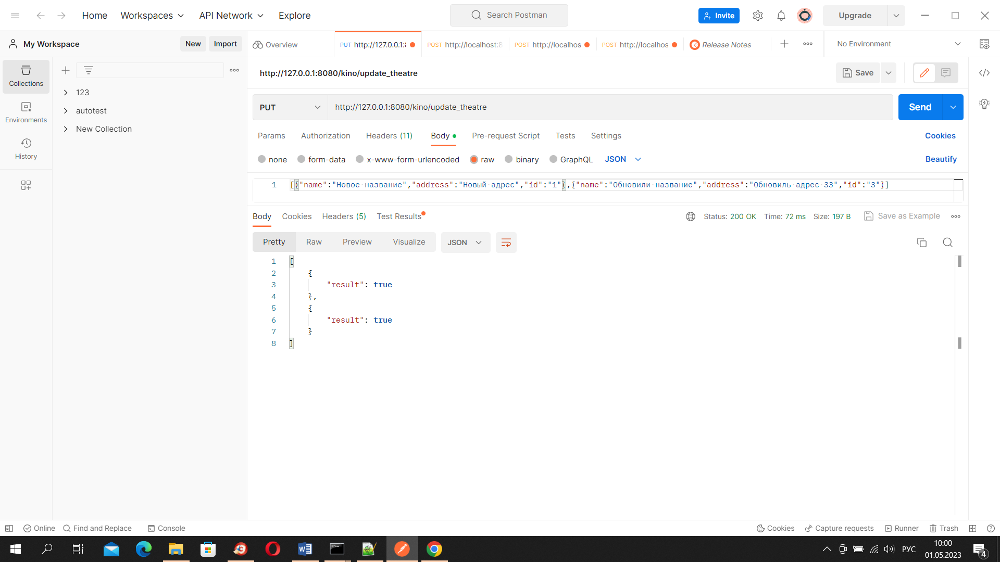 Home Workspaces API Network Explore Search Postman Invite Upgrade
My Workspace New Import Overview PUT http://127.0.0.1: POST http://localhost:8 POST http://localhos POST http://localhos Release Notes No Environment
http://127.0.0.1:8080/kino/update_theatre Save
Collections
123
autotest
New Collection
Environments
History
PUT http://127.0.0.1:8080/kino/update_theatre Send
Params Authorization Headers (11) Body Pre-request Script Tests Settings Cookies
none form-data x-www-form-urlencoded raw binary GraphQL JSON Beautify
1 [{"name":"Новое название","address":"Новый адрес","id":"1"},{"name":"Обновили название","address":"Обновиль адрес 33","id":"3"}]
Body Cookies Headers (5) Test Results Status: 200 OK Time: 72 ms Size: 197 B Save as Example
Pretty Raw Preview Visualize JSON
1 [
2 {
3 "result": true
4 },
5 {
6 "result": true
7 }
8 ]
Online Find and Replace Console Cookies Capture requests Runner Trash
РУС 10:00
01.05.2023 4